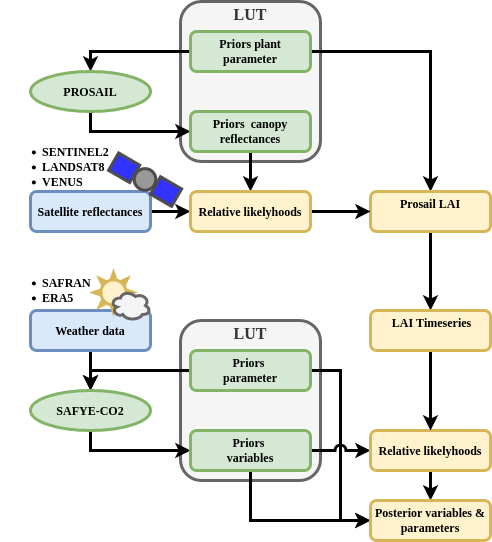 LUT
Priors plant
parameter
PROSAIL
Priors canopy
reflectances
• SENTINEL2
• LANDSAT8
• VENUS
Satellite reflectances
Relative likelyhoods
Prosail LAI
• SAFRAN
• ERA5
Weather data
LUT
LAI Timeseries
Priors
parameter
SAFYE-CO2
Priors
variables
Relative likelyhoods
Posterior variables &
parameters